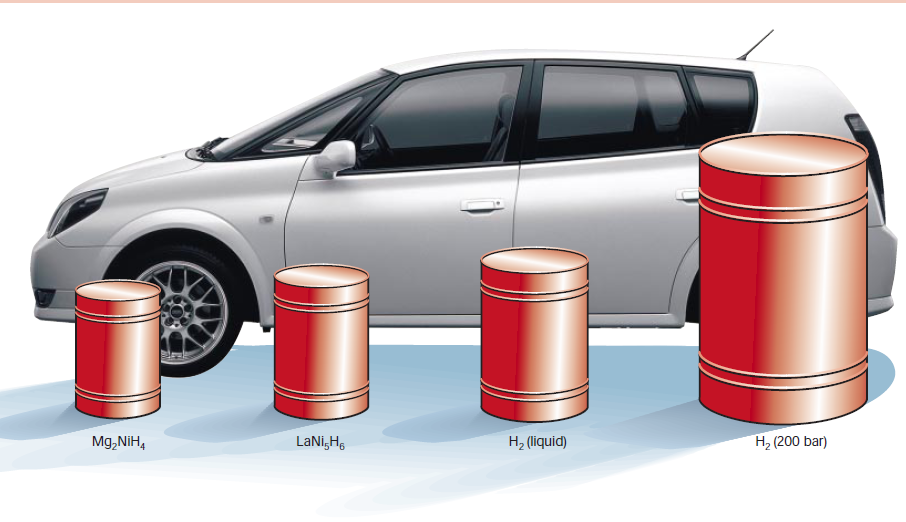 Mg₂NiH₄
LaNi₅H₆
H₂ (liquid)
H₂ (200 bar)